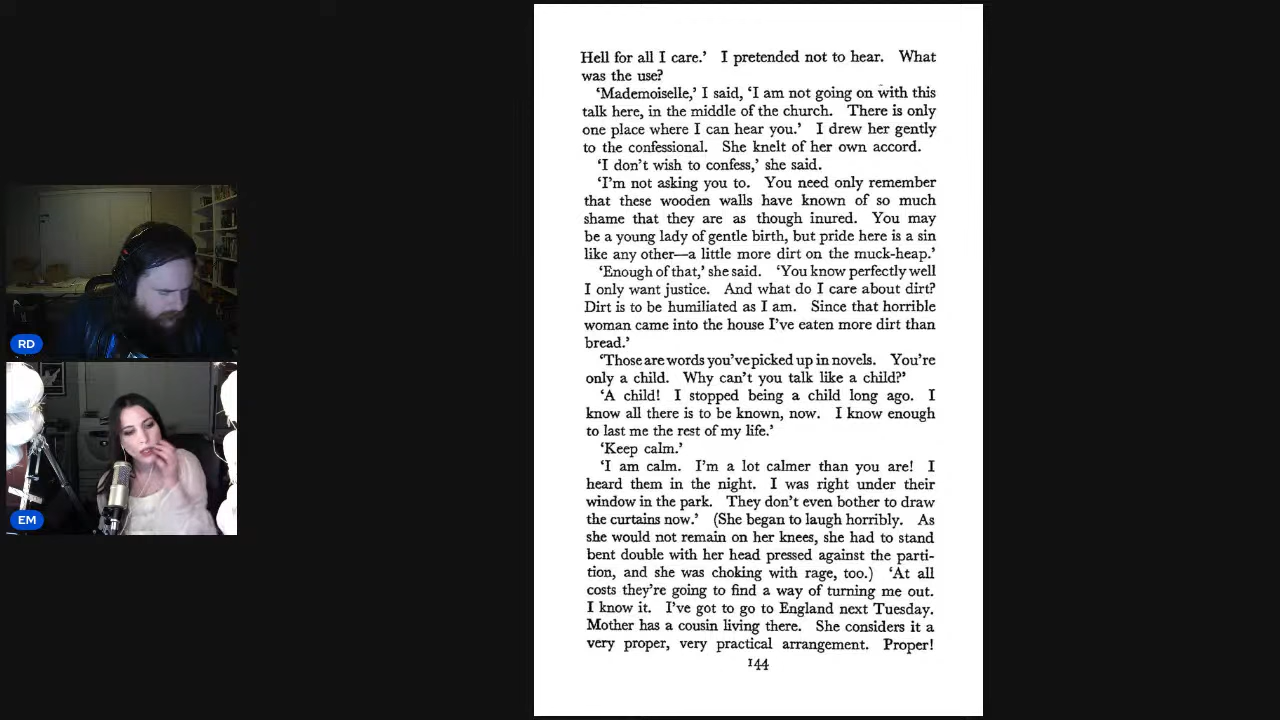 Hell for all I care.’ I pretended not to hear. What
was the use?
‘Mademoiselle,’ I said, ‘I am not going on with this
talk here, in the middle of the church. There is only
one place where I can hear you.’ I drew her gently
to the confessional. She knelt of her own accord.
‘I don’t wish to confess,’ she said.
‘I’m not asking you to. You need only remember
that these wooden walls have known of so much
shame that they are as though inured. You may
be a young lady of gentle birth, but pride here is a sin
like any other—a little more dirt on the muck-heap.’
‘Enough of that,’ she said. ‘You know perfectly well
I only want justice. And what do I care about dirt?
Dirt is to be humiliated as I am. Since that horrible
woman came into the house I’ve eaten more dirt than
bread.’
‘Those are words you’ve picked up in novels. You’re
only a child. Why can’t you talk like a child?’
‘A child! I stopped being a child long ago. I
know all there is to be known, now. I know enough
to last me the rest of my life.’
‘Keep calm.’
‘I am calm. I’m a lot calmer than you are! I
heard them in the night. I was right under their
window in the park. They don’t even bother to draw
the curtains now.’ (She began to laugh horribly. As
she would not remain on her knees, she had to stand
bent double with her head pressed against the parti-
tion, and she was choking with rage, too.) ‘At all
costs they’re going to find a way of turning me out.
I know it. I’ve got to go to England next Tuesday.
Mother has a cousin living there. She considers it a
very proper, very practical arrangement. Proper!
144
RD
EM